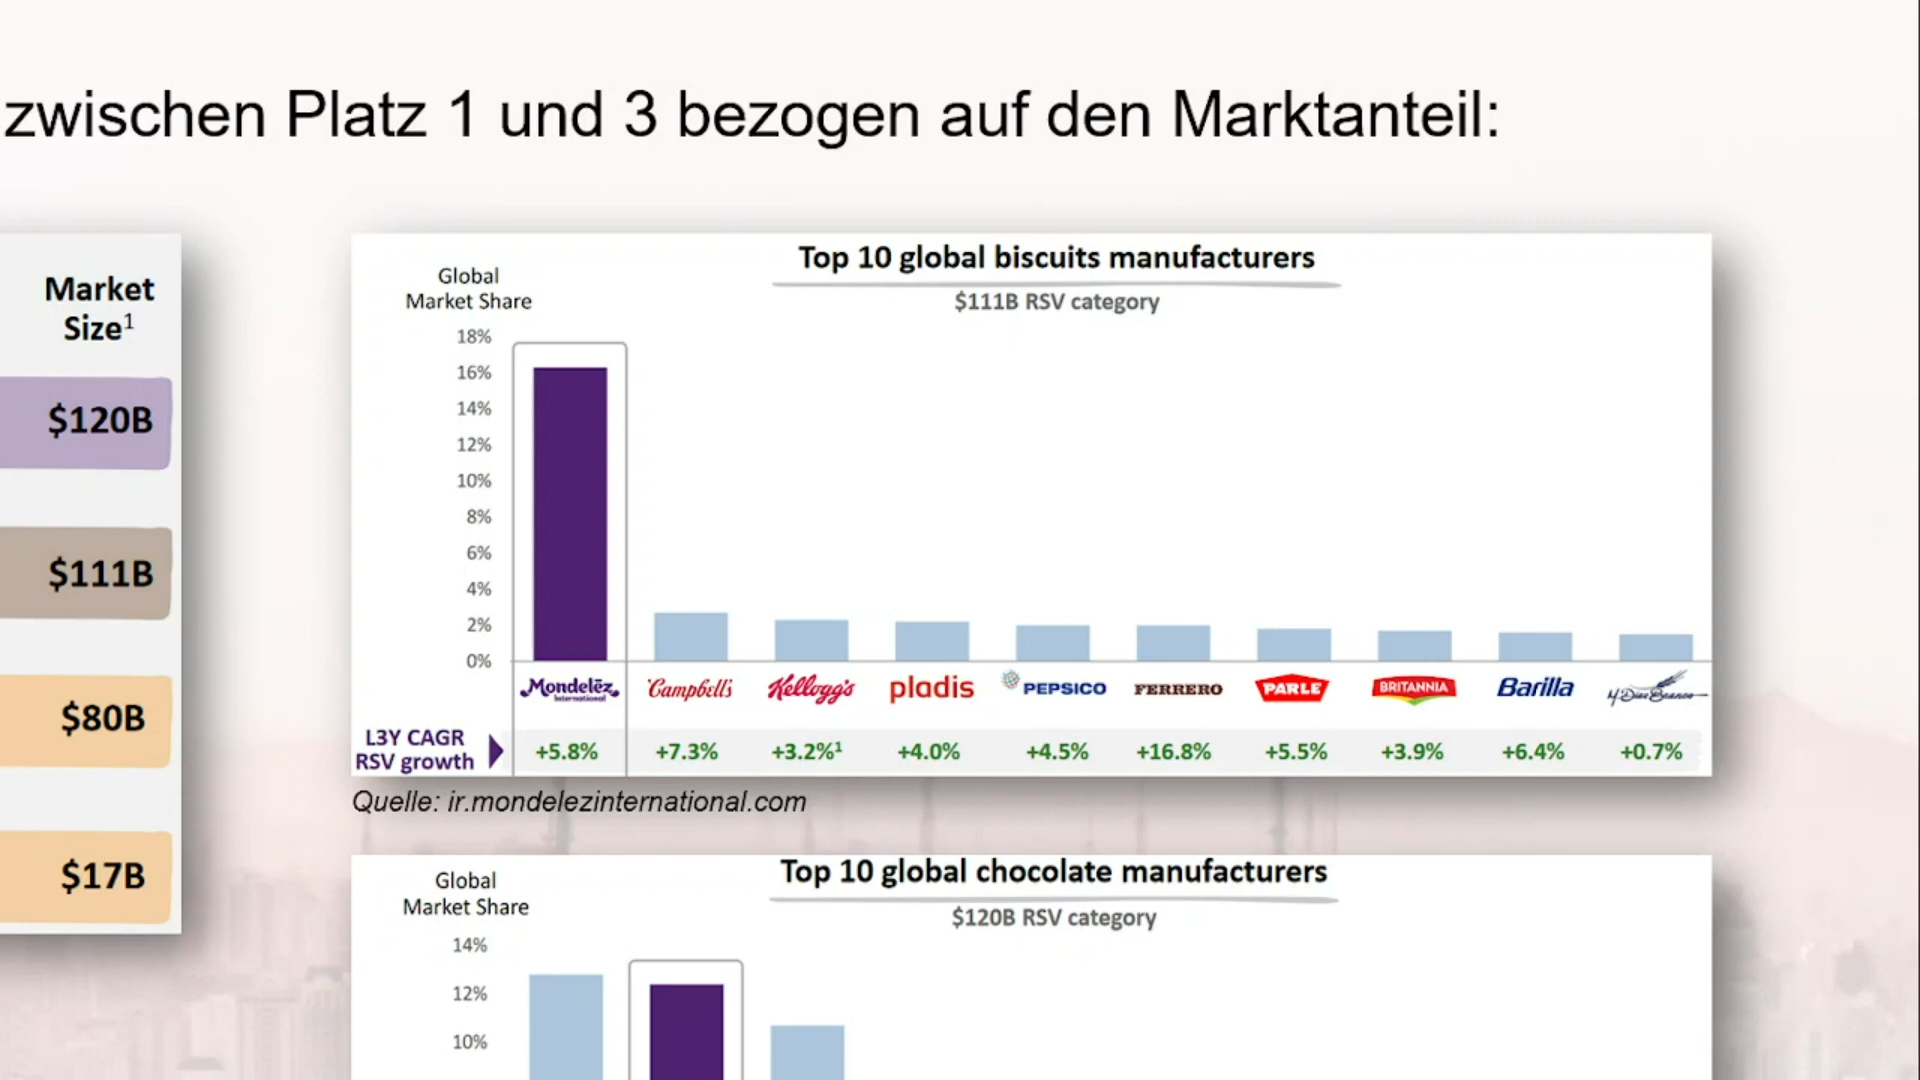 zwischen Platz 1 und 3 bezogen auf den Marktanteil:
Market
Size1
$120B
$111B
$80B
$17B
Top 10 global biscuits manufacturers
$111B RSV category
Global
Market Share
18%
16%
14%
12%
10%
8%
6%
4%
2%
0%
Mondelēz International Campbell's Kellogg's pladis PEPSICO FERRERO PARLE BRITANNIA Barilla M. Dias Branco
L3Y CAGR
RSV growth
+5.8% +7.3% +3.2%¹ +4.0% +4.5% +16.8% +5.5% +3.9% +6.4% +0.7%
Quelle: ir.mondelezinternational.com
Top 10 global chocolate manufacturers
$120B RSV category
Global
Market Share
14%
12%
10%